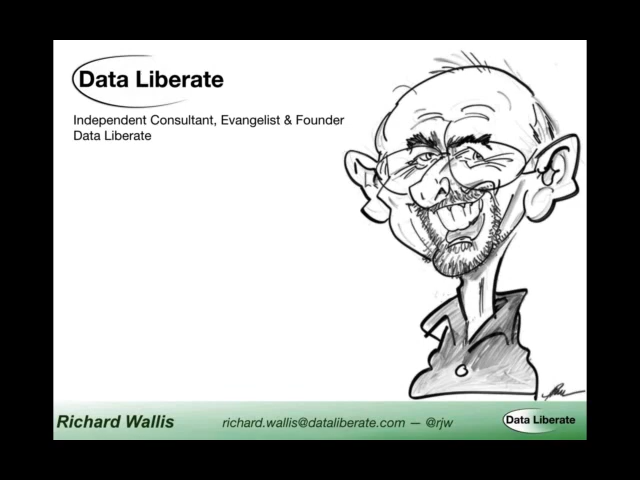 Data Liberate
Independent Consultant, Evangelist & Founder
Data Liberate
Richard Wallis
richard.wallis@dataliberate.com — @rjw
Data Liberate